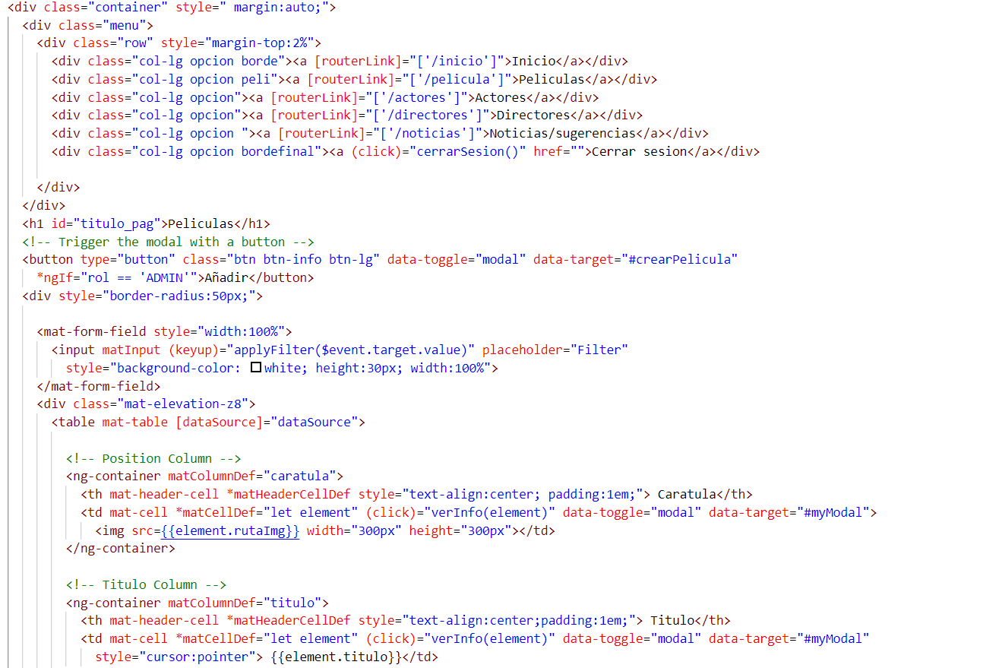 <div class="container" style=" margin:auto;">
<div class="menu">
<div class="row" style="margin-top:2%">
<div class="col-lg opcion borde"><a [routerLink]="['/inicio']">Inicio</a></div>
<div class="col-lg opcion peli"><a [routerLink]="['/pelicula']">Peliculas</a></div>
<div class="col-lg opcion"><a [routerLink]="['/actores']">Actores</a></div>
<div class="col-lg opcion"><a [routerLink]="['/directores']">Directores</a></div>
<div class="col-lg opcion "><a [routerLink]="['/noticias']">Noticias/sugerencias</a></div>
<div class="col-lg opcion bordefinal"><a (click)="cerrarSesion()" href="">Cerrar sesion</a></div>
</div>
</div>
<h1 id="titulo_pag">Peliculas</h1>
<!-- Trigger the modal with a button -->
<button type="button" class="btn btn-info btn-lg" data-toggle="modal" data-target="#crearPelicula"
*ngIf="rol == 'ADMIN'">Añadir</button>
<div style="border-radius:50px;">
<mat-form-field style="width:100%">
<input matInput (keyup)="applyFilter($event.target.value)" placeholder="Filter"
style="background-color: white; height:30px; width:100%">
</mat-form-field>
<div class="mat-elevation-z8">
<table mat-table [dataSource]="dataSource">
<!-- Position Column -->
<ng-container matColumnDef="caratula">
<th mat-header-cell *matHeaderCellDef style="text-align:center; padding:1em;"> Caratula</th>
<td mat-cell *matCellDef="let element" (click)="verInfo(element)" data-toggle="modal" data-target="#myModal">
<img src={{element.rutaImg}} width="300px" height="300px"></td>
</ng-container>
<!-- Titulo Column -->
<ng-container matColumnDef="titulo">
<th mat-header-cell *matHeaderCellDef style="text-align:center;padding:1em;"> Titulo</th>
<td mat-cell *matCellDef="let element" (click)="verInfo(element)" data-toggle="modal" data-target="#myModal"
style="cursor:pointer"> {{element.titulo}}</td>